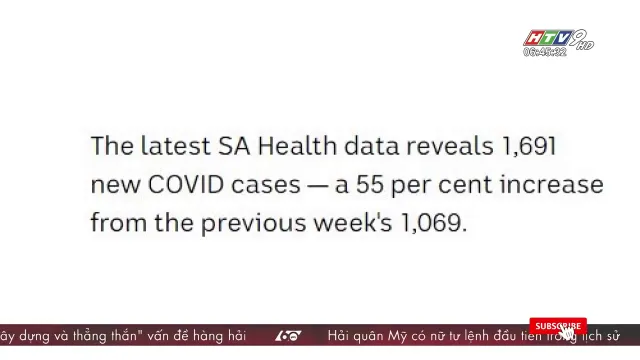 HTV9 HD
06:45:32
The latest SA Health data reveals 1,691
new COVID cases — a 55 per cent increase
from the previous week's 1,069.
SUBSCRIBE
ây dựng và thẳng thắn" vấn đề hàng hải 60 Hải quân Mỹ có nữ tư lệnh đầu tiên trong lịch sử